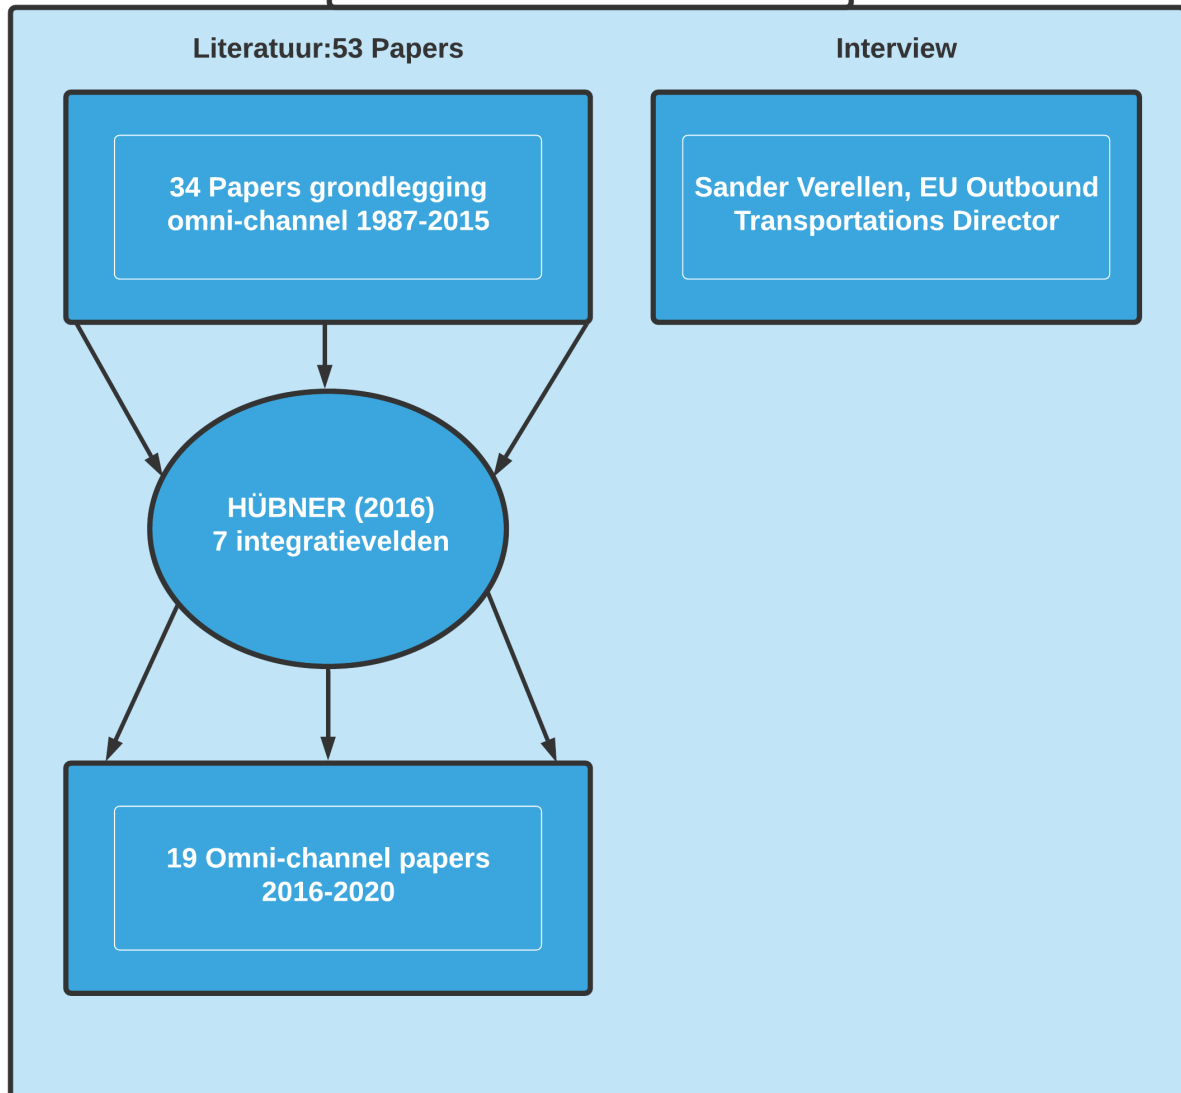 Literatuur:53 Papers
34 Papers grondlegging
omni-channel 1987-2015
HÜBNER (2016)
7 integratievelden
19 Omni-channel papers
2016-2020
Interview
Sander Verellen, EU Outbound
Transportations Director